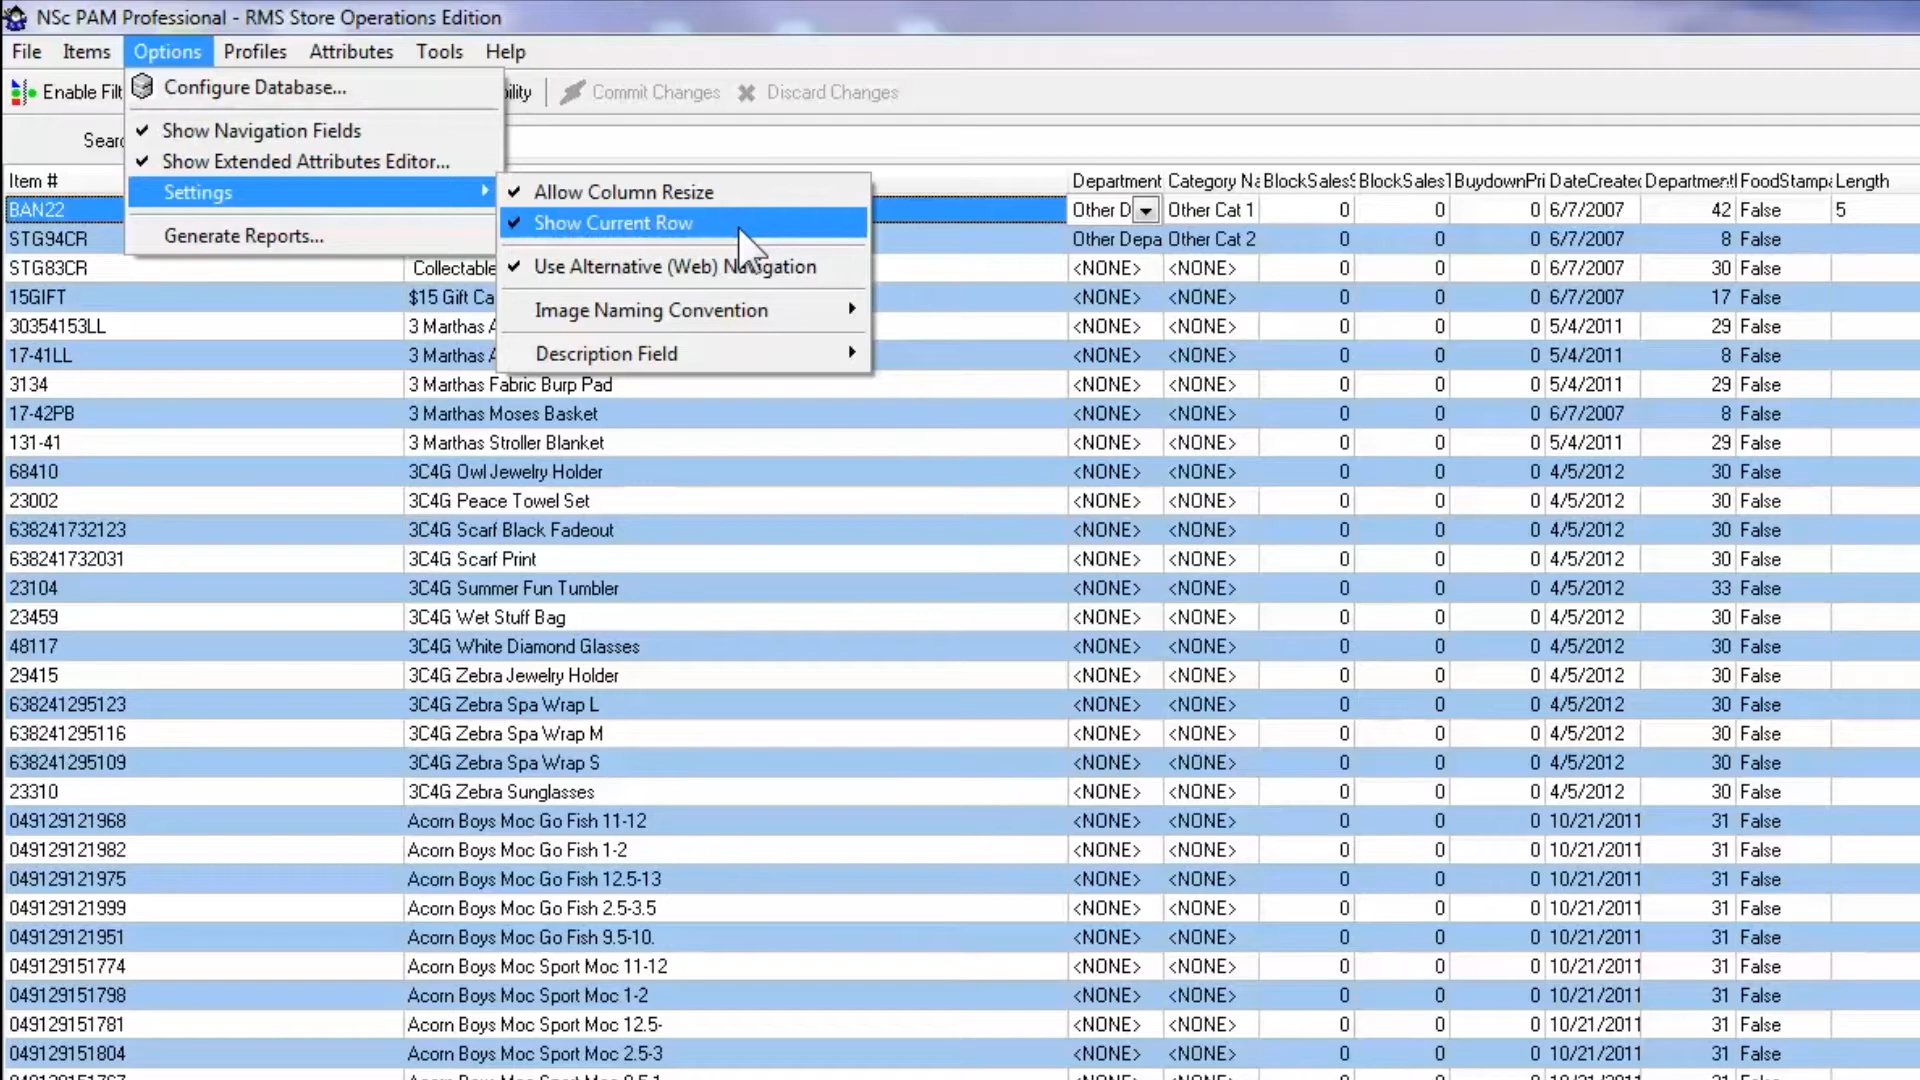 NSc PAM Professional - RMS Store Operations Edition
File Items Options Profiles Attributes Tools Help
Enable Filt Commit Changes Discard Changes
Configure Database...
Show Navigation Fields
Show Extended Attributes Editor...
Settings
Generate Reports...
Allow Column Resize
Show Current Row
Use Alternative (Web) Navigation
Image Naming Convention
Description Field
Item # Department Category Na BlockSalesS BlockSalesT BuydownPri DateCreated DepartmentI FoodStampa Length
BAN22 Other D Other Cat 1 0 0 0 6/7/2007 42 False 5
STG94CR Other Depa Other Cat 2 0 0 0 6/7/2007 8 False
STG83CR Collectable <NONE> <NONE> 0 0 0 6/7/2007 30 False
15GIFT $15 Gift Ca <NONE> <NONE> 0 0 0 6/7/2007 17 False
30354153LL 3 Marthas A <NONE> <NONE> 0 0 0 5/4/2011 29 False
17-41LL 3 Marthas A <NONE> <NONE> 0 0 0 5/4/2011 8 False
3134 3 Marthas Fabric Burp Pad <NONE> <NONE> 0 0 0 5/4/2011 29 False
17-42PB 3 Marthas Moses Basket <NONE> <NONE> 0 0 0 6/7/2007 8 False
131-41 3 Marthas Stroller Blanket <NONE> <NONE> 0 0 0 5/4/2011 29 False
68410 3C4G Owl Jewelry Holder <NONE> <NONE> 0 0 0 4/5/2012 30 False
23002 3C4G Peace Towel Set <NONE> <NONE> 0 0 0 4/5/2012 30 False
638241732123 3C4G Scarf Black Fadeout <NONE> <NONE> 0 0 0 4/5/2012 30 False
638241732031 3C4G Scarf Print <NONE> <NONE> 0 0 0 4/5/2012 30 False
23104 3C4G Summer Fun Tumbler <NONE> <NONE> 0 0 0 4/5/2012 33 False
23459 3C4G Wet Stuff Bag <NONE> <NONE> 0 0 0 4/5/2012 30 False
48117 3C4G White Diamond Glasses <NONE> <NONE> 0 0 0 4/5/2012 30 False
29415 3C4G Zebra Jewelry Holder <NONE> <NONE> 0 0 0 4/5/2012 30 False
638241295123 3C4G Zebra Spa Wrap L <NONE> <NONE> 0 0 0 4/5/2012 30 False
638241295116 3C4G Zebra Spa Wrap M <NONE> <NONE> 0 0 0 4/5/2012 30 False
638241295109 3C4G Zebra Spa Wrap S <NONE> <NONE> 0 0 0 4/5/2012 30 False
23310 3C4G Zebra Sunglasses <NONE> <NONE> 0 0 0 4/5/2012 30 False
049129121968 Acorn Boys Moc Go Fish 11-12 <NONE> <NONE> 0 0 0 10/21/2011 31 False
049129121982 Acorn Boys Moc Go Fish 1-2 <NONE> <NONE> 0 0 0 10/21/2011 31 False
049129121975 Acorn Boys Moc Go Fish 12.5-13 <NONE> <NONE> 0 0 0 10/21/2011 31 False
049129121999 Acorn Boys Moc Go Fish 2.5-3.5 <NONE> <NONE> 0 0 0 10/21/2011 31 False
049129121951 Acorn Boys Moc Go Fish 9.5-10. <NONE> <NONE> 0 0 0 10/21/2011 31 False
049129151774 Acorn Boys Moc Sport Moc 11-12 <NONE> <NONE> 0 0 0 10/21/2011 31 False
049129151798 Acorn Boys Moc Sport Moc 1-2 <NONE> <NONE> 0 0 0 10/21/2011 31 False
049129151781 Acorn Boys Moc Sport Moc 12.5- <NONE> <NONE> 0 0 0 10/21/2011 31 False
049129151804 Acorn Boys Moc Sport Moc 2.5-3 <NONE> <NONE> 0 0 0 10/21/2011 31 False